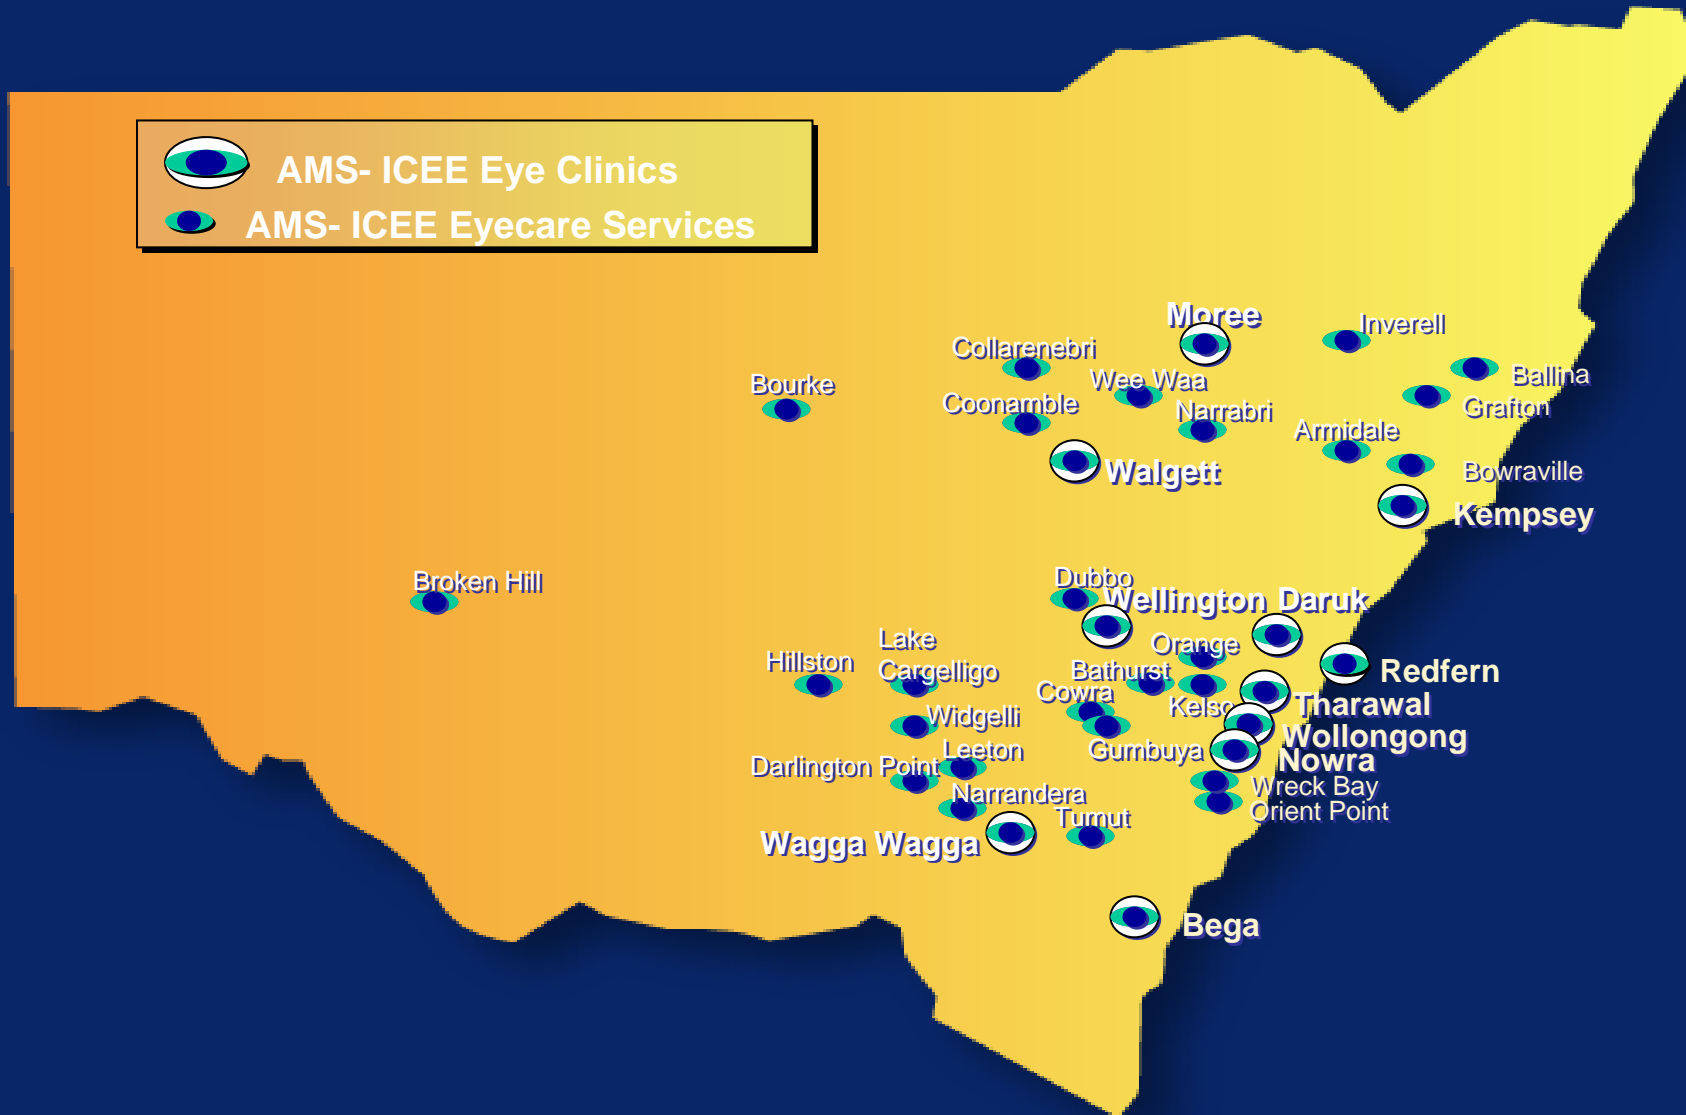 AMS- ICEE Eye Clinics
AMS- ICEE Eyecare Services
Moree
Inverell
Collarenebri
Ballina
Wee Waa
Bourke
Coonamble
Narrabri
Grafton
Armidale
Walgett
Bowraville
Kempsey
Broken Hill
Dubbo
Wellington Daruk
Lake
Cargelligo
Orange
Hillston
Bathurst
Redfern
Cowra
Kelso
Tharawal
Widgelli
Wollongong
Leeton
Gumbuya
Nowra
Darlington Point
Wreck Bay
Narrandera
Orient Point
Tumut
Wagga Wagga
Bega